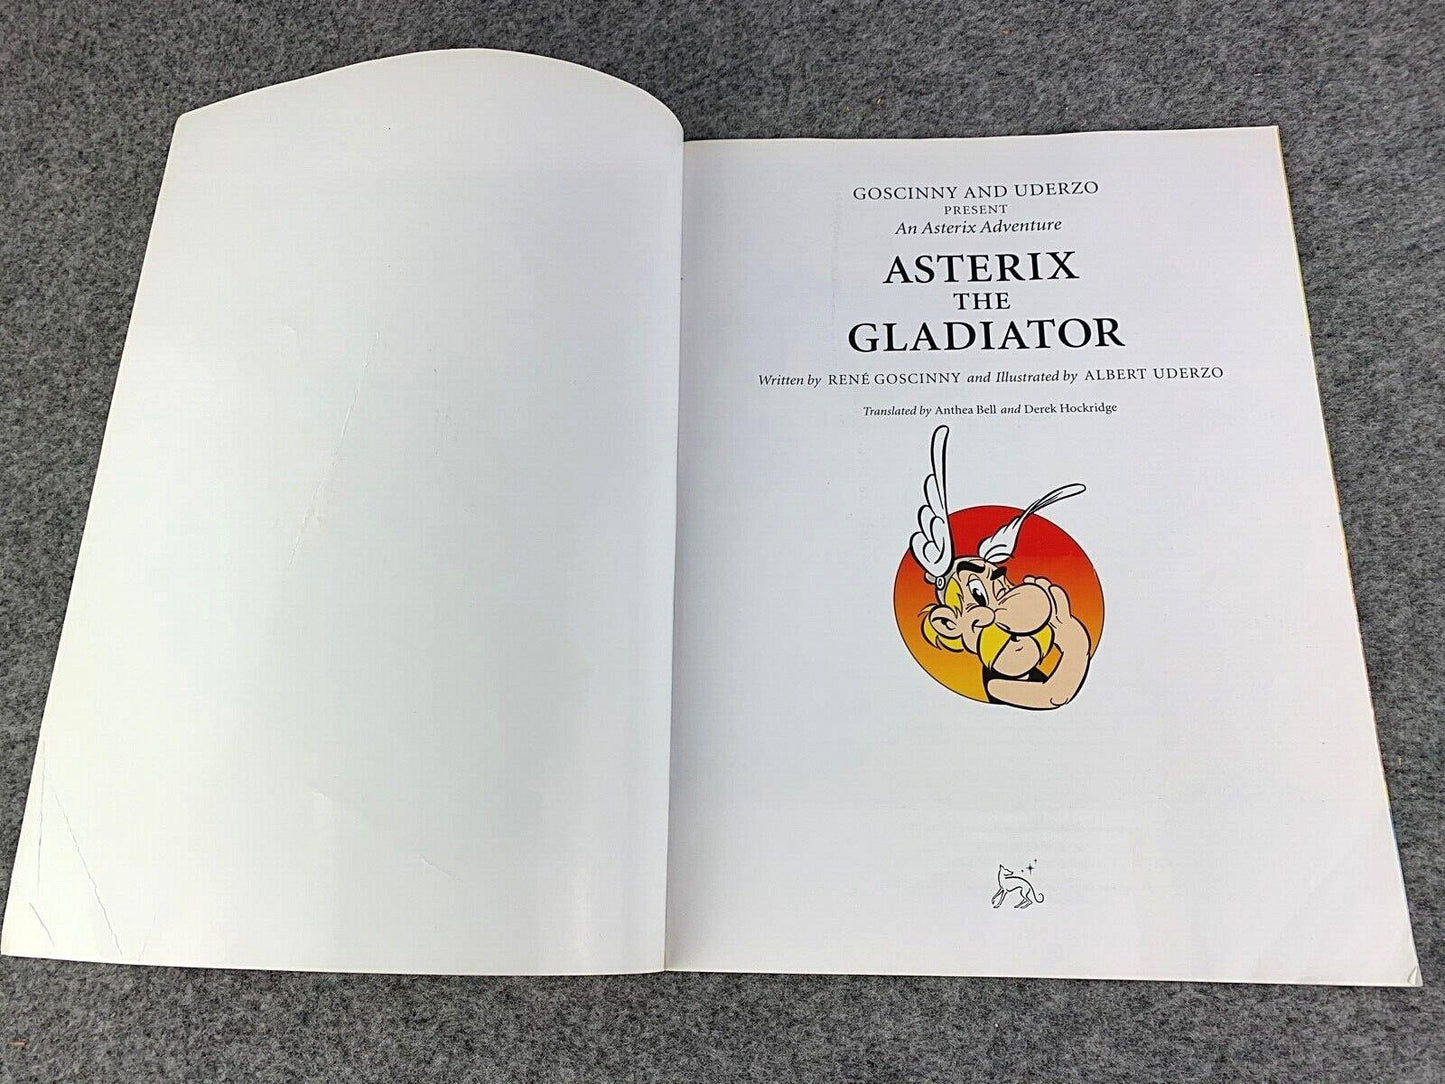 GOSCINNY AND UDERZO
PRESENT
An Asterix Adventure
ASTERIX
THE
GLADIATOR
Written by RENÉ GOSCINNY and Illustrated by ALBERT UDERZO
Translated by Anthea Bell and Derek Hockridge